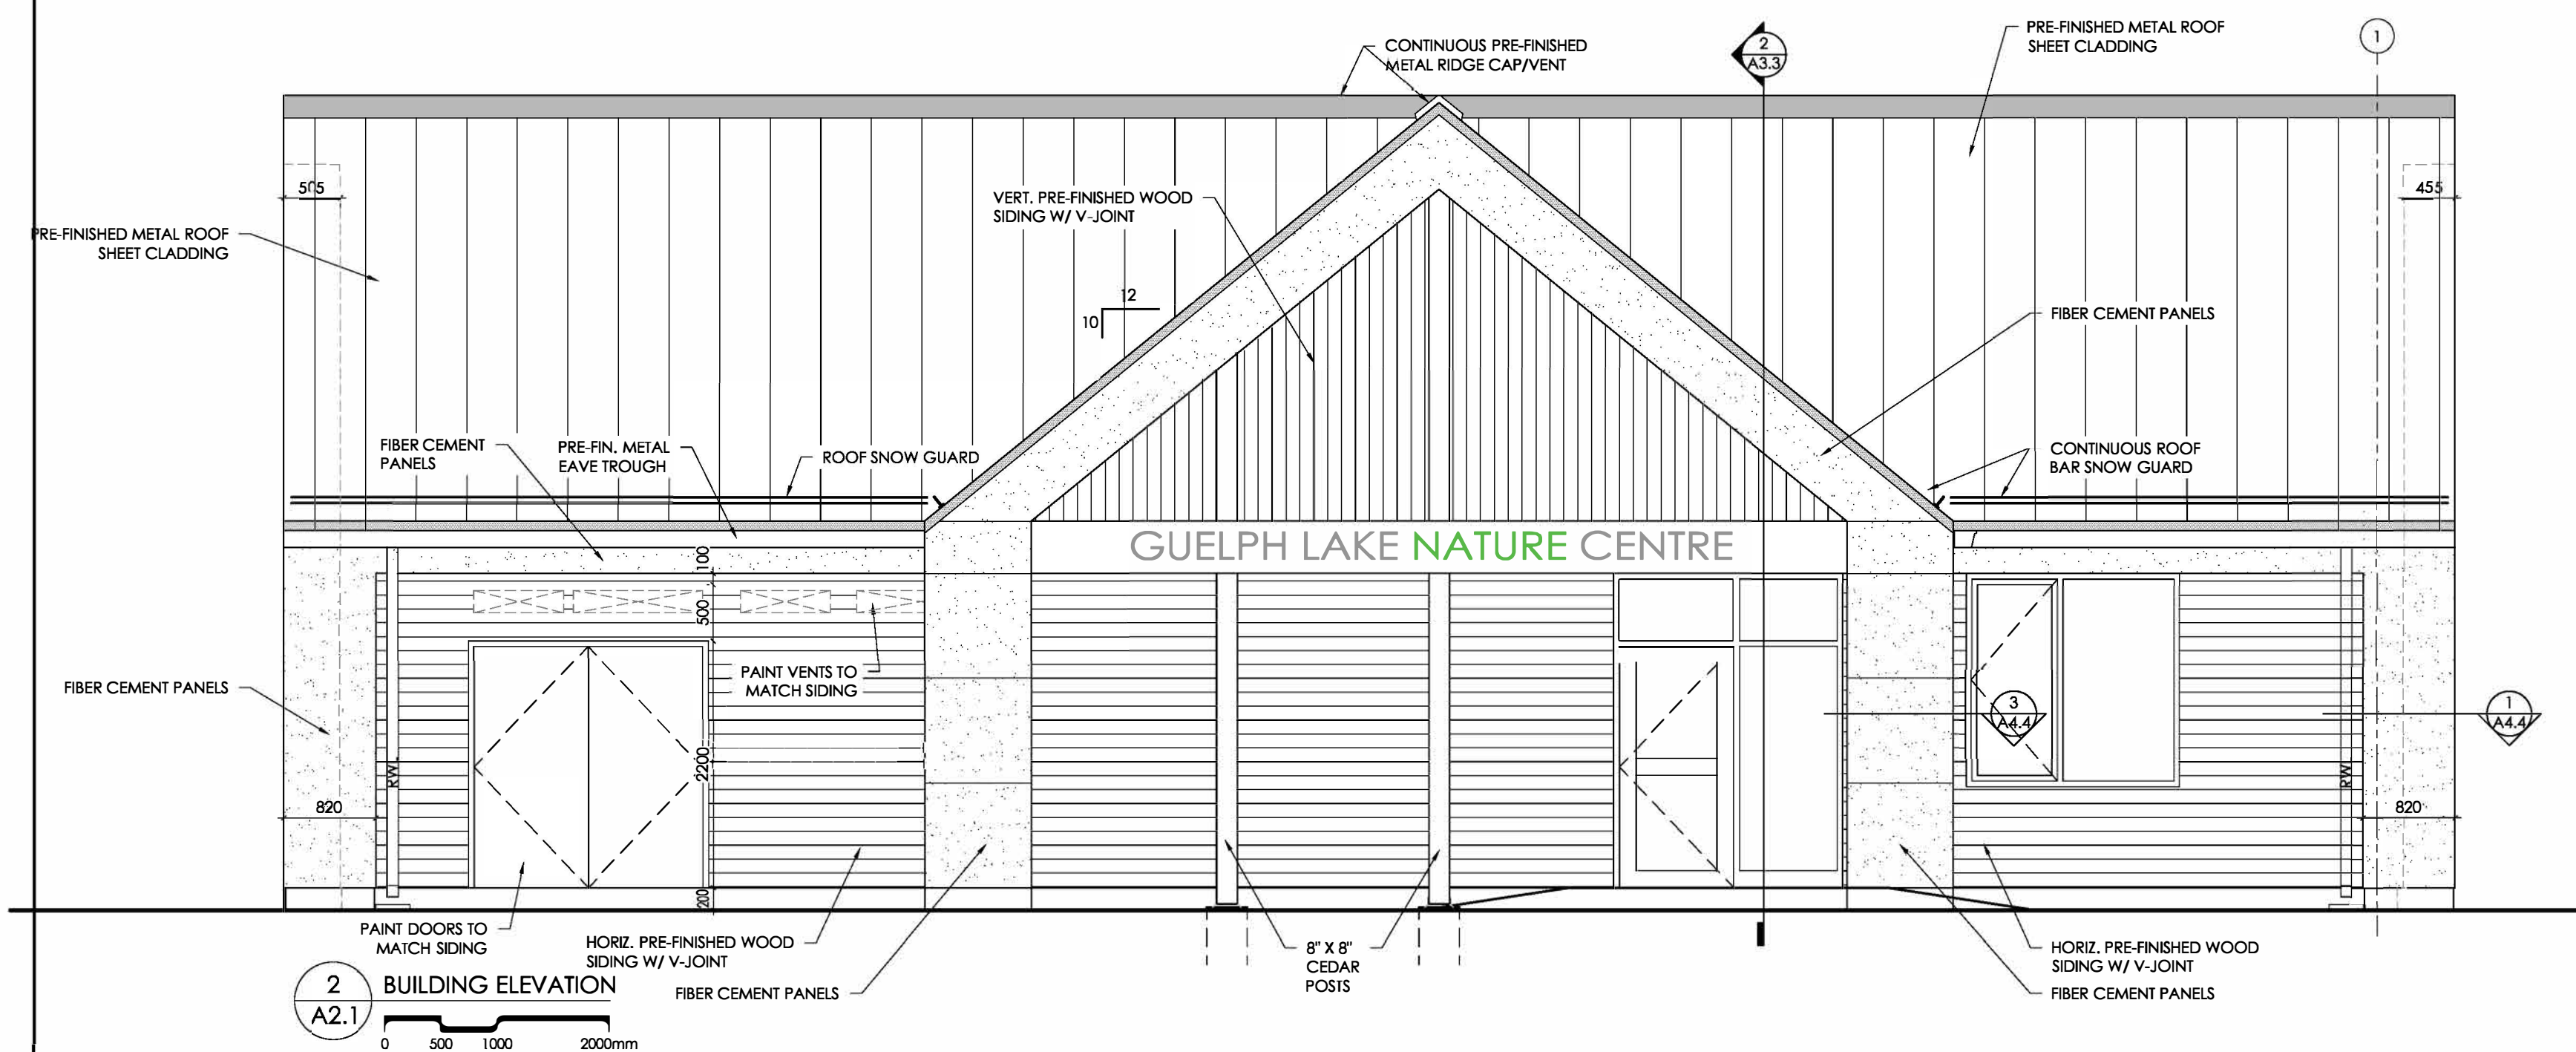 CONTINUOUS PRE-FINISHED
METAL RIDGE CAP/VENT
2
A3.3
PRE-FINISHED METAL ROOF
SHEET CLADDING
1
505
455
VERT. PRE-FINISHED WOOD
SIDING W/ V-JOINT
PRE-FINISHED METAL ROOF
SHEET CLADDING
12
10
FIBER CEMENT PANELS
FIBER CEMENT
PANELS
PRE-FIN. METAL
EAVE TROUGH
ROOF SNOW GUARD
CONTINUOUS ROOF
BAR SNOW GUARD
GUELPH LAKE NATURE CENTRE
100
500
PAINT VENTS TO
MATCH SIDING
FIBER CEMENT PANELS
3
A4.4
1
A4.4
2200
RW
RW
820
820
200
PAINT DOORS TO
MATCH SIDING
HORIZ. PRE-FINISHED WOOD
SIDING W/ V-JOINT
FIBER CEMENT PANELS
8" X 8"
CEDAR
POSTS
HORIZ. PRE-FINISHED WOOD
SIDING W/ V-JOINT
FIBER CEMENT PANELS
2
A2.1
BUILDING ELEVATION
0 500 1000 2000mm